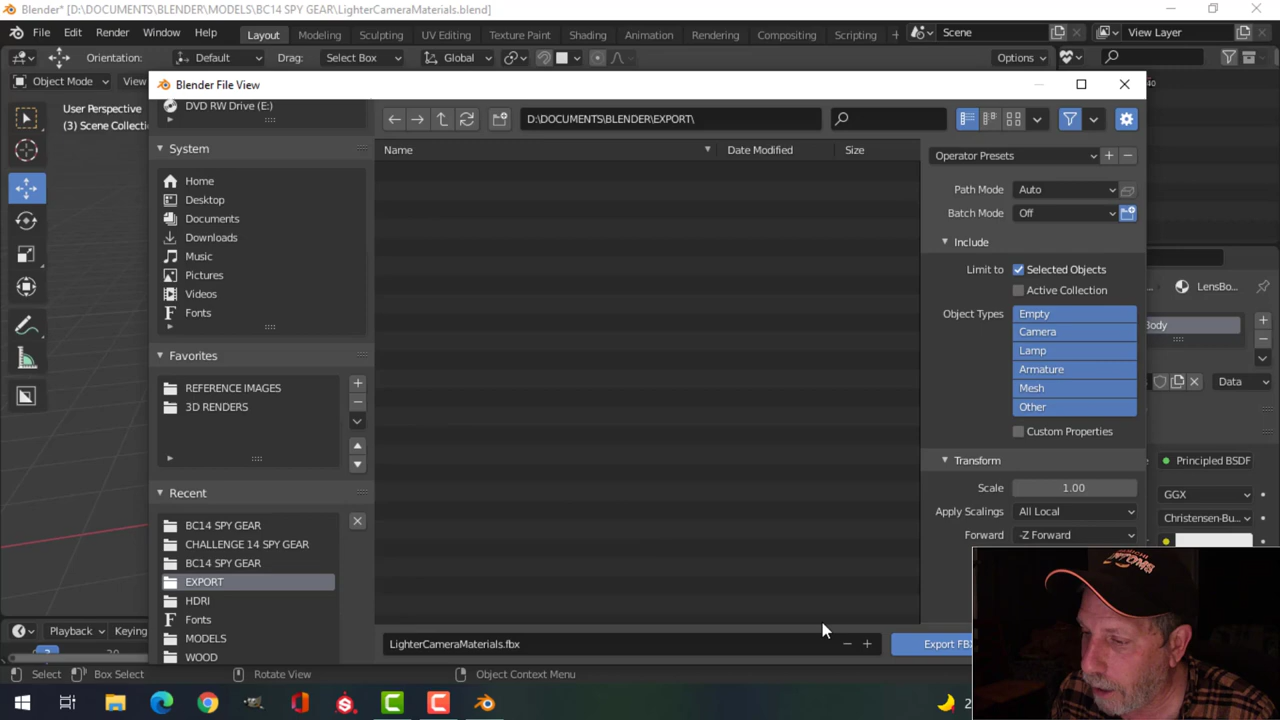 Blender* [D:\DOCUMENTS\BLENDER\MODELS\BC14 SPY GEAR\LighterCameraMaterials.blend]
File Edit Render Window Help Layout Modeling Sculpting UV Editing Texture Paint Shading Animation Rendering Compositing Scripting + Scene View Layer
Orientation: Default Drag: Select Box Global Options
Object Mode View
User Perspective
(3) Scene Collecti
Blender File View
DVD RW Drive (E:)
D:\DOCUMENTS\BLENDER\EXPORT\
System
Home
Desktop
Documents
Downloads
Music
Pictures
Videos
Fonts
Favorites
REFERENCE IMAGES
3D RENDERS
Recent
BC14 SPY GEAR
CHALLENGE 14 SPY GEAR
BC14 SPY GEAR
EXPORT
HDRI
Fonts
MODELS
WOOD
Name Date Modified Size
Operator Presets
Path Mode Auto
Batch Mode Off
Include
Limit to Selected Objects
Active Collection
Object Types Empty
Camera
Lamp
Armature
Mesh
Other
Custom Properties
Transform
Scale 1.00
Apply Scalings All Local
Forward -Z Forward
LighterCameraMaterials.fbx
Export FB
LensBo...
Body
Data
Principled BSDF
GGX
Christensen-Bu...
Playback Keying
Select Box Select Rotate View Object Context Menu